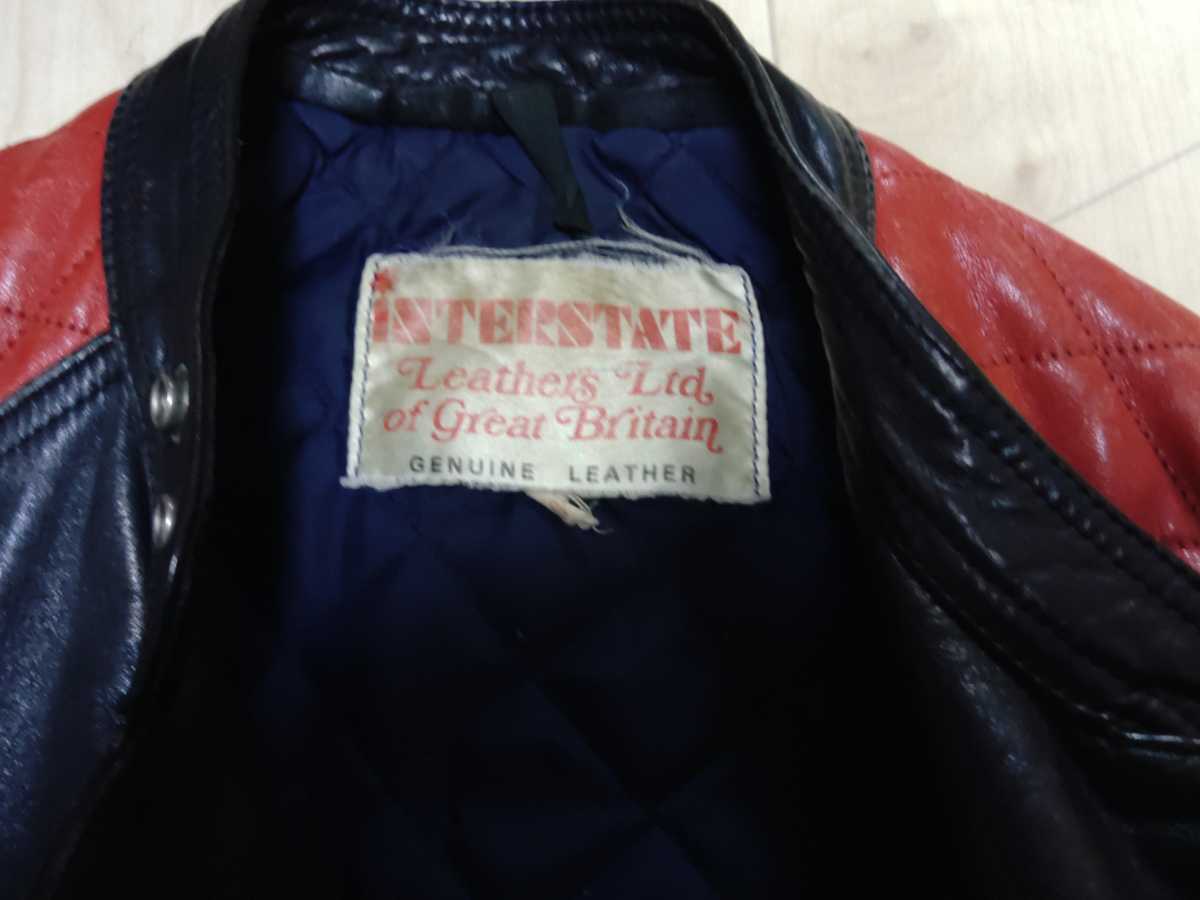 iNTERSTATE
Leathers Ltd.
of Great Britain
GENUINE LEATHER